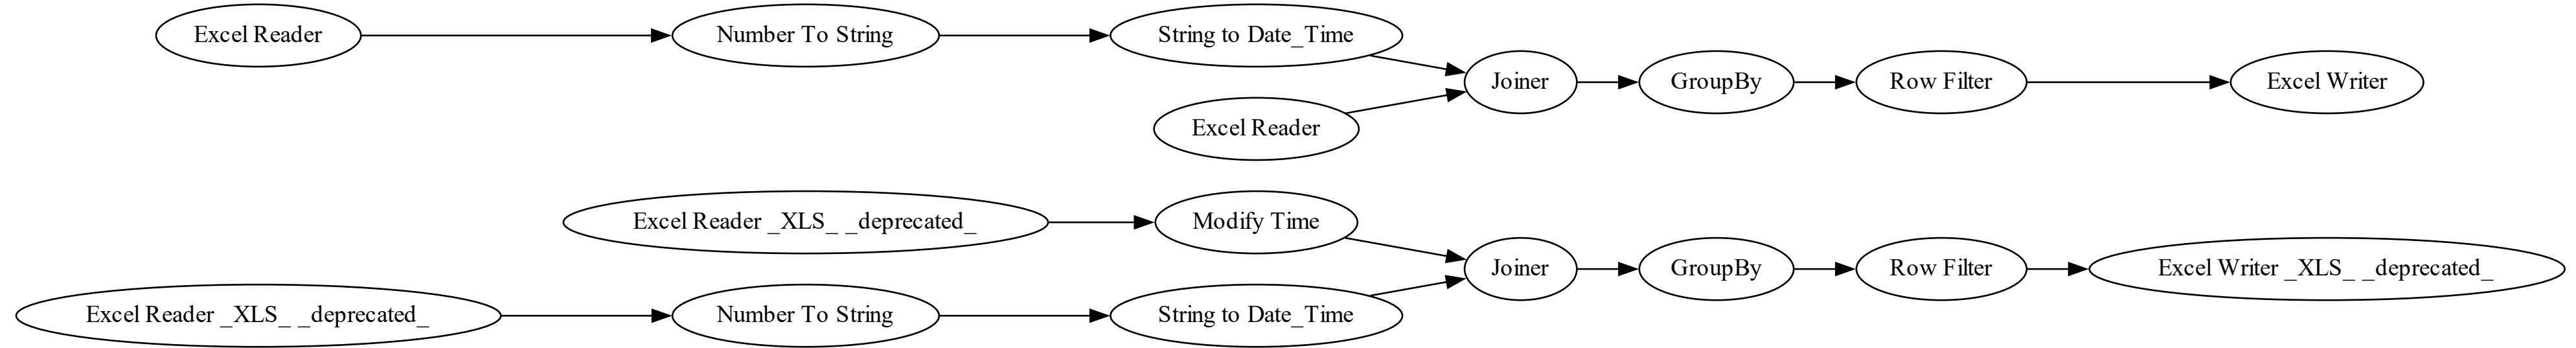 Excel Reader
Number To String
String to Date_Time
Joiner
GroupBy
Row Filter
Excel Writer
Excel Reader
Excel Reader _XLS_ _deprecated_
Modify Time
Joiner
GroupBy
Row Filter
Excel Writer _XLS_ _deprecated_
Excel Reader _XLS_ _deprecated_
Number To String
String to Date_Time